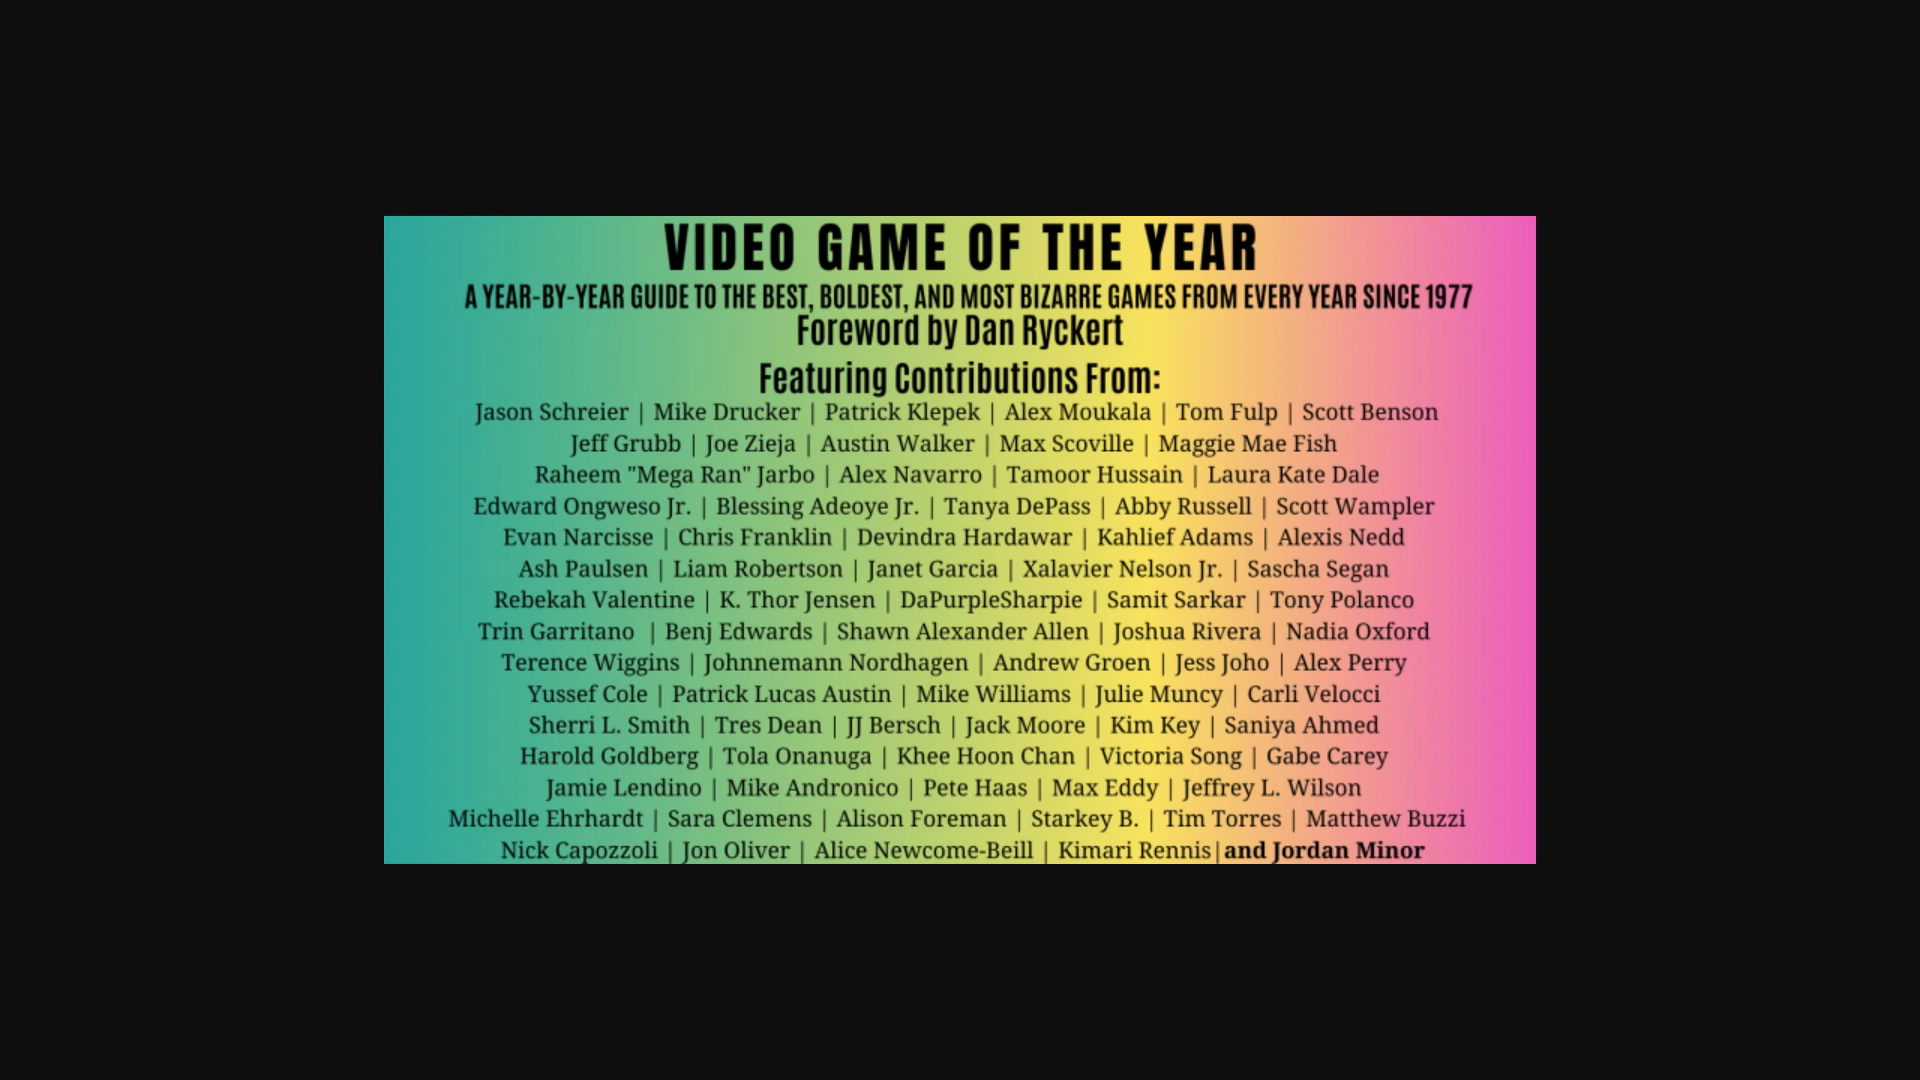 VIDEO GAME OF THE YEAR
A YEAR-BY-YEAR GUIDE TO THE BEST, BOLDEST, AND MOST BIZARRE GAMES FROM EVERY YEAR SINCE 1977
Foreword by Dan Ryckert
Featuring Contributions From:
Jason Schreier | Mike Drucker | Patrick Klepek | Alex Moukala | Tom Fulp | Scott Benson
Jeff Grubb | Joe Zieja | Austin Walker | Max Scoville | Maggie Mae Fish
Raheem "Mega Ran" Jarbo | Alex Navarro | Tamoor Hussain | Laura Kate Dale
Edward Ongweso Jr. | Blessing Adeoye Jr. | Tanya DePass | Abby Russell | Scott Wampler
Evan Narcisse | Chris Franklin | Devindra Hardawar | Kahlief Adams | Alexis Nedd
Ash Paulsen | Liam Robertson | Janet Garcia | Xalavier Nelson Jr. | Sascha Segan
Rebekah Valentine | K. Thor Jensen | DaPurpleSharpie | Samit Sarkar | Tony Polanco
Trin Garritano | Benj Edwards | Shawn Alexander Allen | Joshua Rivera | Nadia Oxford
Terence Wiggins | Johnnemann Nordhagen | Andrew Groen | Jess Joho | Alex Perry
Yussef Cole | Patrick Lucas Austin | Mike Williams | Julie Muncy | Carli Velocci
Sherri L. Smith | Tres Dean | JJ Bersch | Jack Moore | Kim Key | Saniya Ahmed
Harold Goldberg | Tola Onanuga | Khee Hoon Chan | Victoria Song | Gabe Carey
Jamie Lendino | Mike Andronico | Pete Haas | Max Eddy | Jeffrey L. Wilson
Michelle Ehrhardt | Sara Clemens | Alison Foreman | Starkey B. | Tim Torres | Matthew Buzzi
Nick Capozzoli | Jon Oliver | Alice Newcome-Beill | Kimari Rennis|and Jordan Minor